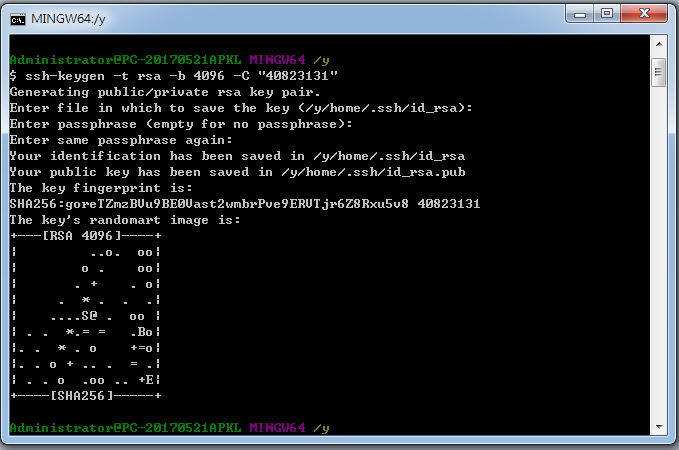 MINGW64:/y
Administrator@PC-20170521APKL MINGW64 /y
$ ssh-keygen -t rsa -b 4096 -C "40823131"
Generating public/private rsa key pair.
Enter file in which to save the key (/y/home/.ssh/id_rsa):
Enter passphrase (empty for no passphrase):
Enter same passphrase again:
Your identification has been saved in /y/home/.ssh/id_rsa
Your public key has been saved in /y/home/.ssh/id_rsa.pub
The key fingerprint is:
SHA256:goreTZmzBVu9BE0Vast2wmbrPve9ERVTjr6Z8Rxu5v8 40823131
The key's randomart image is:
+---[RSA 4096]----+
|         ..o.  oo|
|        o .    oo|
|       . +    . o|
|     .  * .  .  .|
|    ....S@ .  oo |
| . .  *.= =   .Bo|
|. .  * . o    +=o|
|. . o + .. .  = .|
| . . o  .oo .. +E|
+----[SHA256]-----+
Administrator@PC-20170521APKL MINGW64 /y